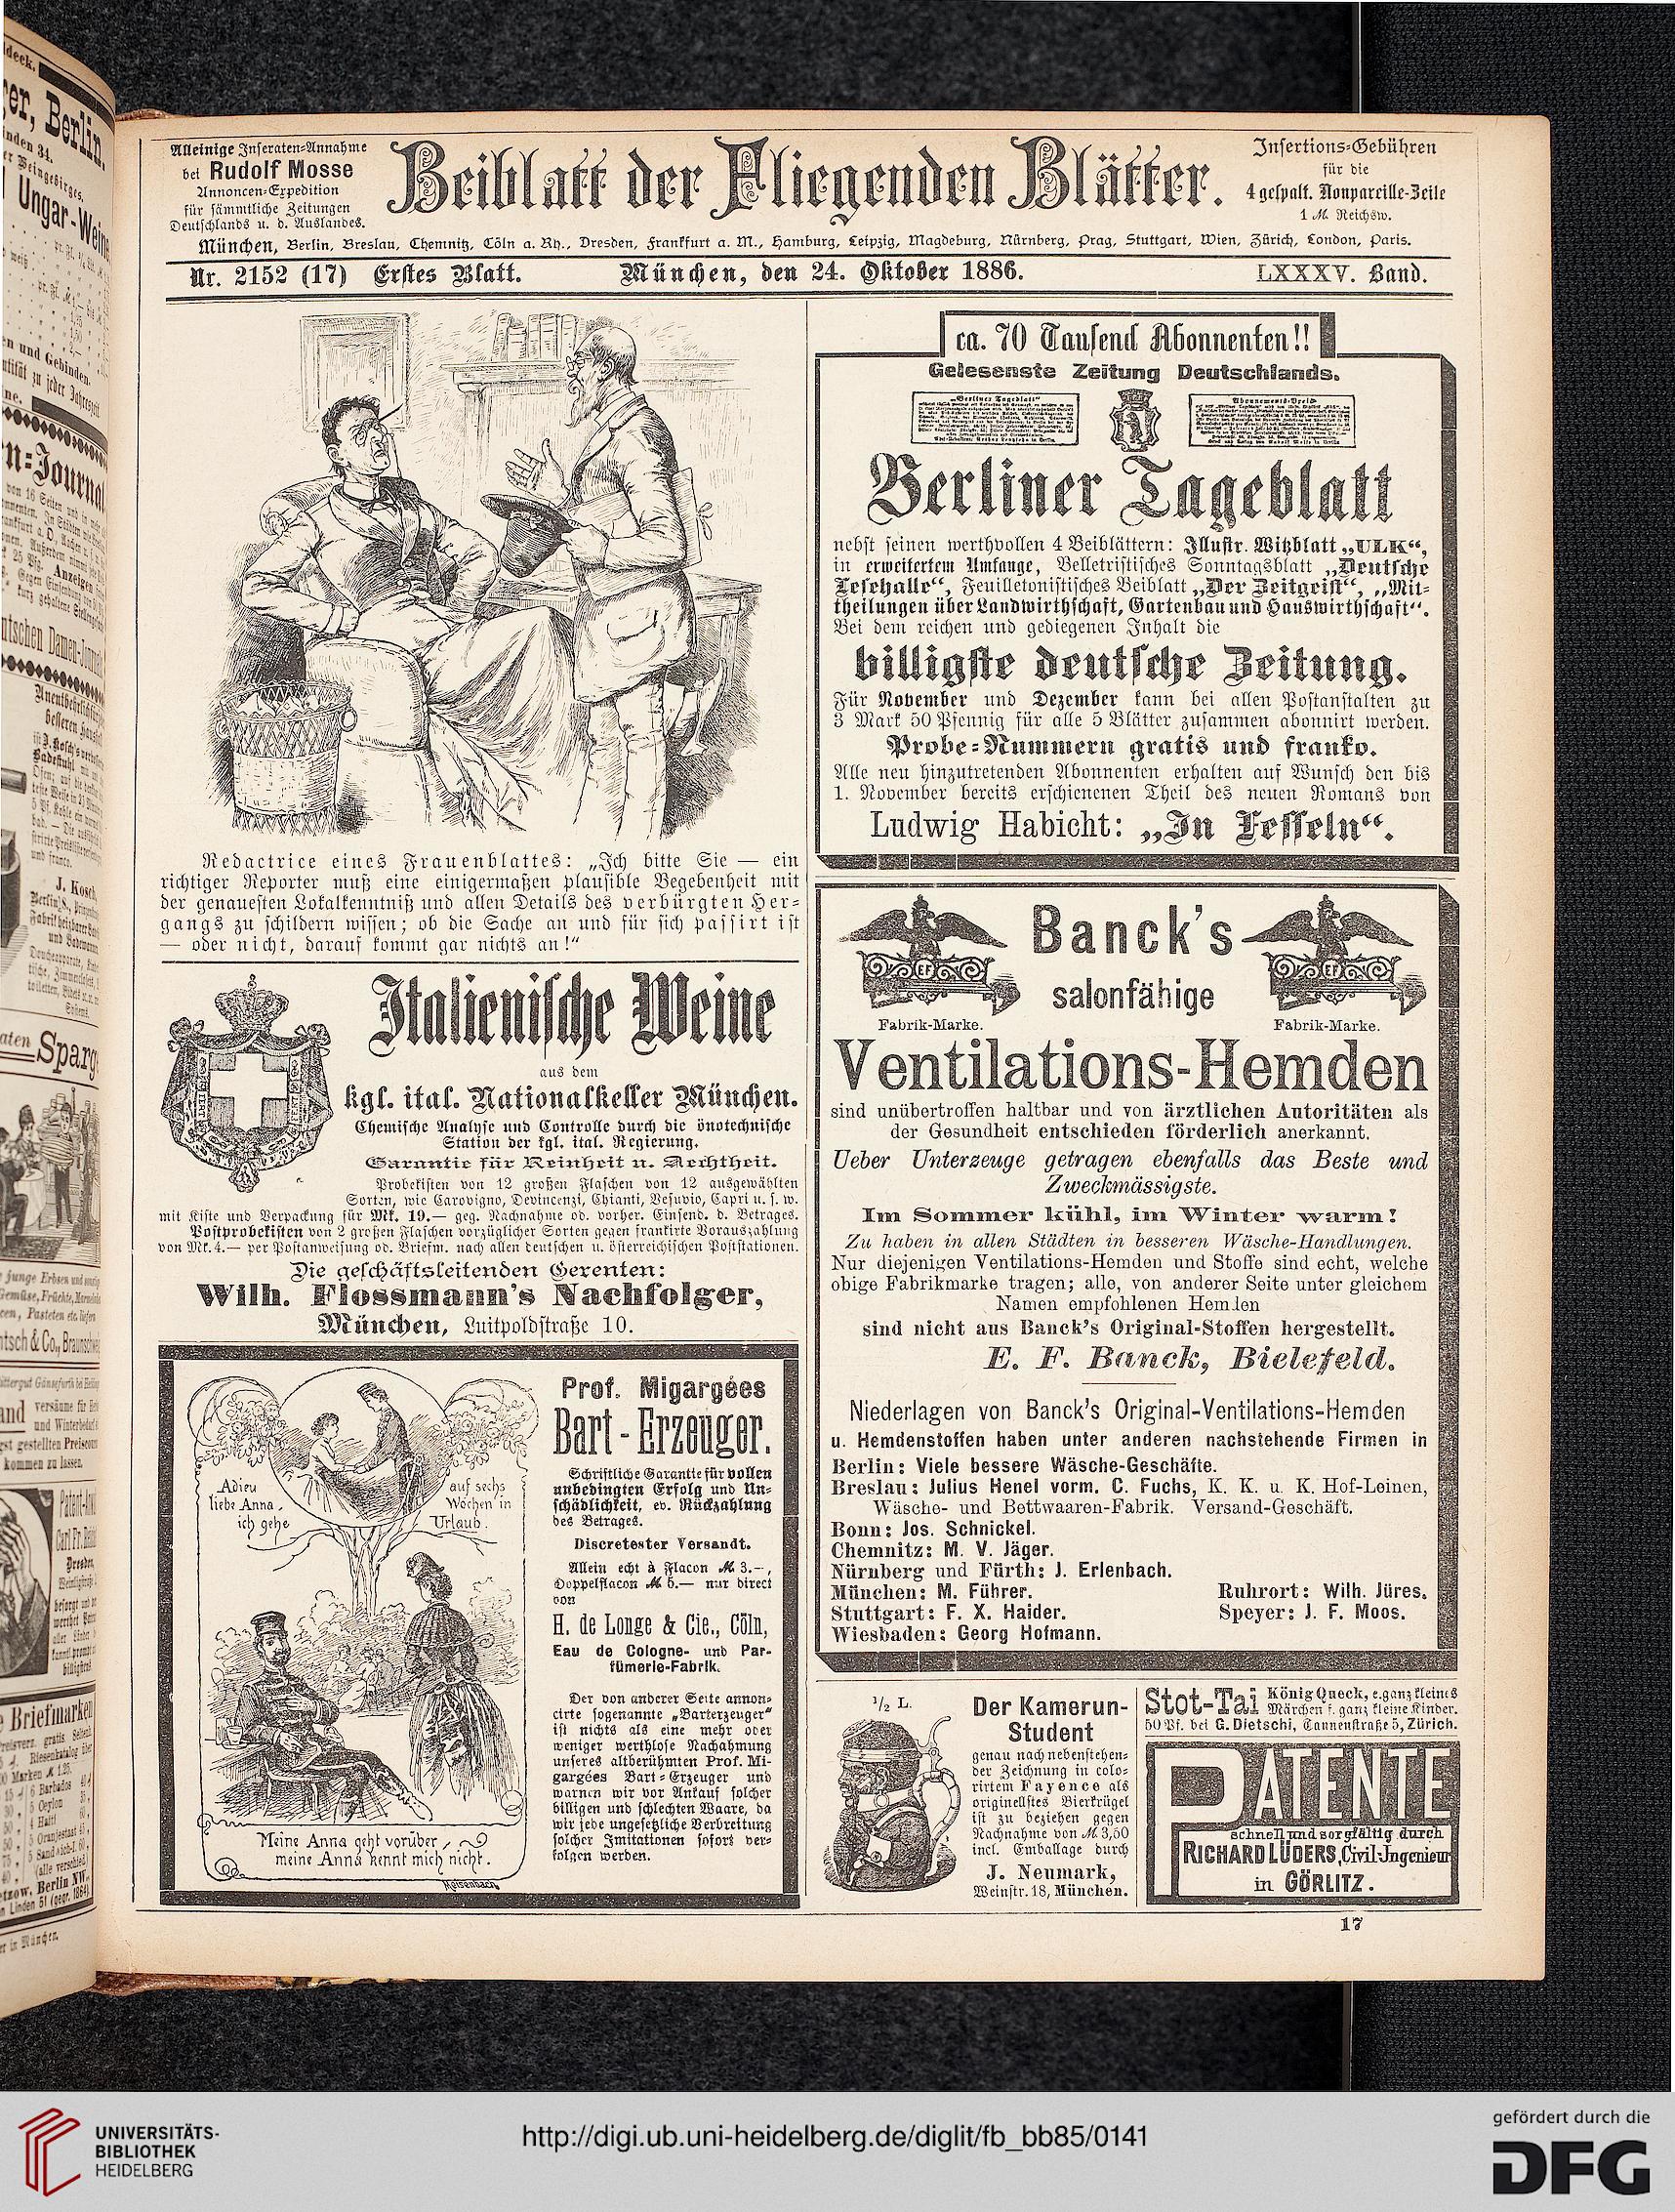 Alleinige Inseraten-Annahme
bei Rudolf Mosse
Annoncen-Expedition
für sämmtliche Zeitungen
Deutschlands u. d. Auslandes.
Beiblatt der Fliegenden Blätter.
Insertions-Gebühren
für die
4 gespalt. Nonpareille-Zeile
1 M. Reichsw.
München, Berlin, Breslau, Chemnitz, Cöln a. Rh., Dresden, Frankfurt a. M., Hamburg, Leipzig, Magdeburg, Nürnberg, Prag, Stuttgart, Wien, Zürich, London, Paris.
Nr. 2152 (17) Erstes Blatt. München, den 24. Oktober 1886. LXXXV. Band.
Redactrice eines Frauenblattes: „Ich bitte Sie — ein
richtiger Reporter muß eine einigermaßen plausible Begebenheit mit
der genauesten Lokalkenntniß und allen Details des verbürgten Her-
gangs zu schildern wissen; ob die Sache an und für sich passirt ist
— oder nicht, darauf kommt gar nichts an!“
Italienische Weine
aus dem
kgl. ital. Nationalkeller München.
Chemische Analyse und Controlle durch die önotechnische
Station der kgl. ital. Regierung.
Garantie für Reinheit u. Aechtheit.
Probekisten von 12 großen Flaschen von 12 ausgewählten
Sorten, wie Carovigno, Devincenzi, Chianti, Vesuvio, Capri u. s. w.
mit Kiste und Verpackung für Mk. 19.— geg. Nachnahme od. vorher. Einsend. d. Betrages.
Postprobekisten von 2 großen Flaschen vorzüglicher Sorten gegen frankirte Vorauszahlung
von Mk. 4.— per Postanweisung od. Briefm. nach allen deutschen u. österreichischen Poststationen.
Die geschäftsleitenden Gerenten:
Wilh. Flossmann's Nachfolger,
München, Luitpoldstraße 10.
Adieu
liebe Anna,
ich gehe
auf sechs
Wochen in
Urlaub.
Meine Anna geht vorüber,
meine Anna kennt mich nicht.
Meisenbach
Prof. Migargées
Bart-Erzeuger.
Schriftliche Garantie für vollen
unbedingten Erfolg und Un-
schädlichkeit, ev. Rückzahlung
des Betrages.
Discretester Versandt.
Allein echt à Flacon M 3.—,
Doppelflacon M 5.— nur direct
von
H. de Longe & Cie., Cöln,
Eau de Cologne- und Par-
fümerie-Fabrik.
Der von anderer Seite annon-
cirte sogenannte „Barterzeuger“
ist nichts als eine mehr oder
weniger werthlose Nachahmung
unseres altberühmten Prof. Mi-
gargées Bart-Erzeuger und
warnen wir vor Ankauf solcher
billigen und schlechten Waare, da
wir jede ungesetzliche Verbreitung
solcher Imitationen sofort ver-
folgen werden.
ca. 70 Tausend Abonnenten!!
Gelesenste Zeitung Deutschlands.
Berliner Tageblatt
nebst seinen werthvollen 4 Beiblättern: Illustr. Witzblatt „ULK“,
in erweitertem Umfange, Belletristisches Sonntagsblatt „Deutsche
Lesehalle“, Feuilletonistisches Beiblatt „Der Zeitgeist“, „Mit-
theilungen über Landwirthschaft, Gartenbau und Hauswirthschaft“.
Bei dem reichen und gediegenen Inhalt die
billigste deutsche Zeitung.
Für November und Dezember kann bei allen Postanstalten zu
3 Mark 50 Pfennig für alle 5 Blätter zusammen abonnirt werden.
Probe-Nummern gratis und franko.
Alle neu hinzutretenden Abonnenten erhalten auf Wunsch den bis
1. November bereits erschienenen Theil des neuen Romans von
Ludwig Habicht: „In Fesseln“.
Banck's
salonfähige
EF
Fabrik-Marke.
EF
Fabrik-Marke.
Ventilations-Hemden
sind unübertroffen haltbar und von ärztlichen Autoritäten als
der Gesundheit entschieden förderlich anerkannt.
Ueber Unterzeuge getragen ebenfalls das Beste und
Zweckmässigste.
Im Sommer kühl, im Winter warm!
Zu haben in allen Städten in besseren Wäsche-Handlungen.
Nur diejenigen Ventilations-Hemden und Stoffe sind echt, welche
obige Fabrikmarke tragen; alle, von anderer Seite unter gleichem
Namen empfohlenen Hemden
sind nicht aus Banck's Original-Stoffen hergestellt.
E. F. Banck, Bielefeld.
Niederlagen von Banck's Original-Ventilations-Hemden
u. Hemdenstoffen haben unter anderen nachstehende Firmen in
Berlin: Viele bessere Wäsche-Geschäfte.
Breslau: Julius Henel vorm. C. Fuchs, K. K. u. K. Hof-Leinen,
Wäsche- und Bettwaaren-Fabrik. Versand-Geschäft.
Bonn: Jos. Schnickel.
Chemnitz: M. V. Jäger.
Nürnberg und Fürth: J. Erlenbach.
München: M. Führer. Ruhrort: Wilh. Jüres.
Stuttgart: F. X. Haider. Speyer: J. F. Moos.
Wiesbaden: Georg Hofmann.
1/2 L.
Der Kamerun-
Student
genau nach nebenstehen-
der Zeichnung in colo-
rirtem Fayence als
originellstes Bierkrügel
ist zu beziehen gegen
Nachnahme von M 3,50
incl. Emballage durch
J. Neumark,
Weinstr. 18, München.
Stot-Tai König Queck, e. ganz kleines
Märchen f. ganz kleine Kinder.
50 Pf. bei G. Dietschi, Tannenstraße 5, Zürich.
PATENTE
schnell und sorgfältig durch
RICHARD LÜDERS, Civil-Ingenieur
in GÖRLITZ.
17
UNIVERSITÄTS-
BIBLIOTHEK
HEIDELBERG
http://digi.ub.uni-heidelberg.de/diglit/fb_bb85/0141
gefördert durch die
DFG